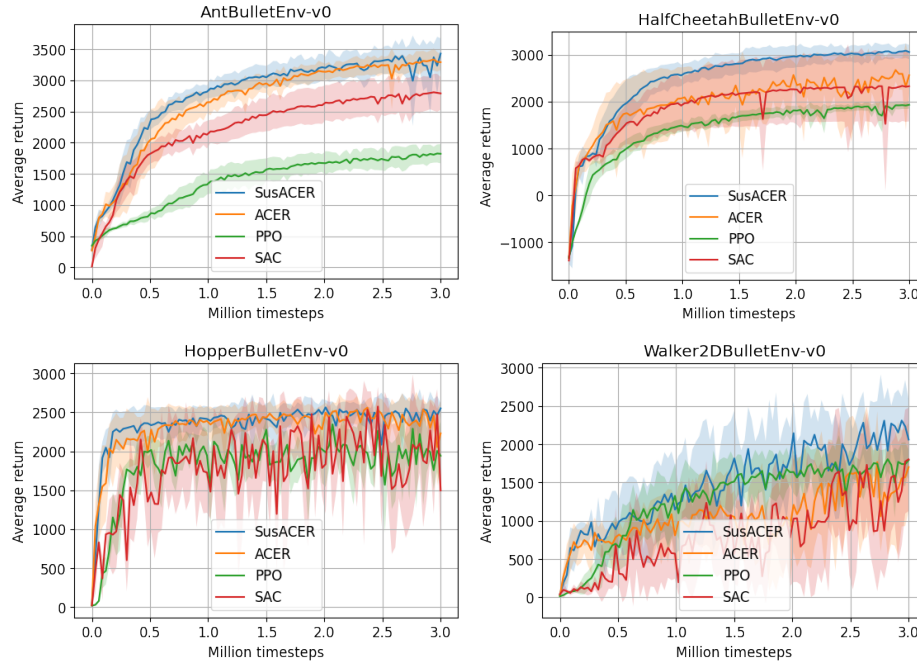 AntBulletEnv-v0
Average return
3500
3000
2500
2000
1500
1000
500
0
0.0 0.5 1.0 1.5 2.0 2.5 3.0
Million timesteps
SusACER
ACER
PPO
SAC
HalfCheetahBulletEnv-v0
Average return
3000
2000
1000
0
−1000
0.0 0.5 1.0 1.5 2.0 2.5 3.0
Million timesteps
SusACER
ACER
PPO
SAC
HopperBulletEnv-v0
Average return
3000
2500
2000
1500
1000
500
0
0.0 0.5 1.0 1.5 2.0 2.5 3.0
Million timesteps
SusACER
ACER
PPO
SAC
Walker2DBulletEnv-v0
Average return
3000
2500
2000
1500
1000
500
0
0.0 0.5 1.0 1.5 2.0 2.5 3.0
Million timesteps
SusACER
ACER
PPO
SAC